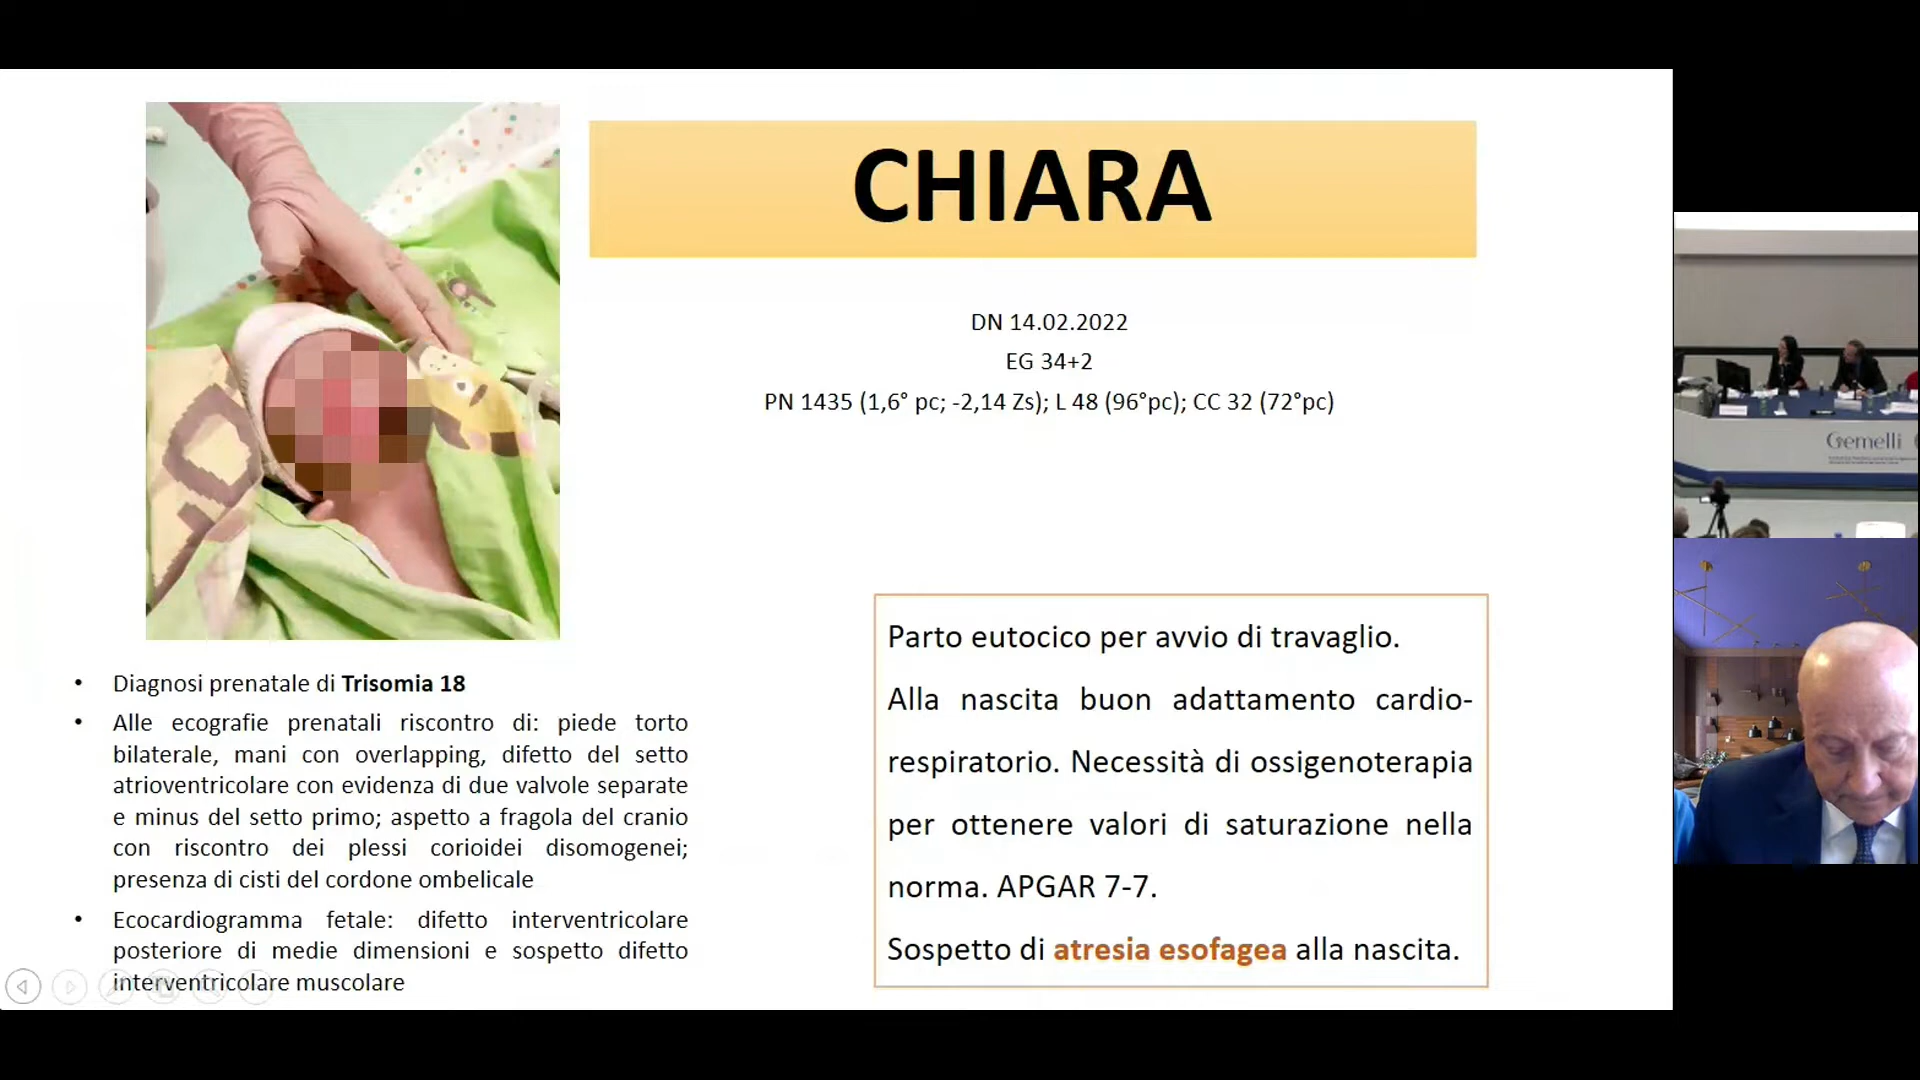 CHIARA
DN 14.02.2022
EG 34+2
PN 1435 (1,6° pc; -2,14 Zs); L 48 (96°pc); CC 32 (72°pc)
• Diagnosi prenatale di Trisomia 18
• Alle ecografie prenatali riscontro di: piede torto
bilaterale, mani con overlapping, difetto del setto
atrioventricolare con evidenza di due valvole separate
e minus del setto primo; aspetto a fragola del cranio
con riscontro dei plessi corioidei disomogenei;
presenza di cisti del cordone ombelicale
• Ecocardiogramma fetale: difetto interventricolare
posteriore di medie dimensioni e sospetto difetto
interventricolare muscolare
Parto eutocico per avvio di travaglio.
Alla nascita buon adattamento cardio-
respiratorio. Necessità di ossigenoterapia
per ottenere valori di saturazione nella
norma. APGAR 7-7.
Sospetto di atresia esofagea alla nascita.
Gemelli